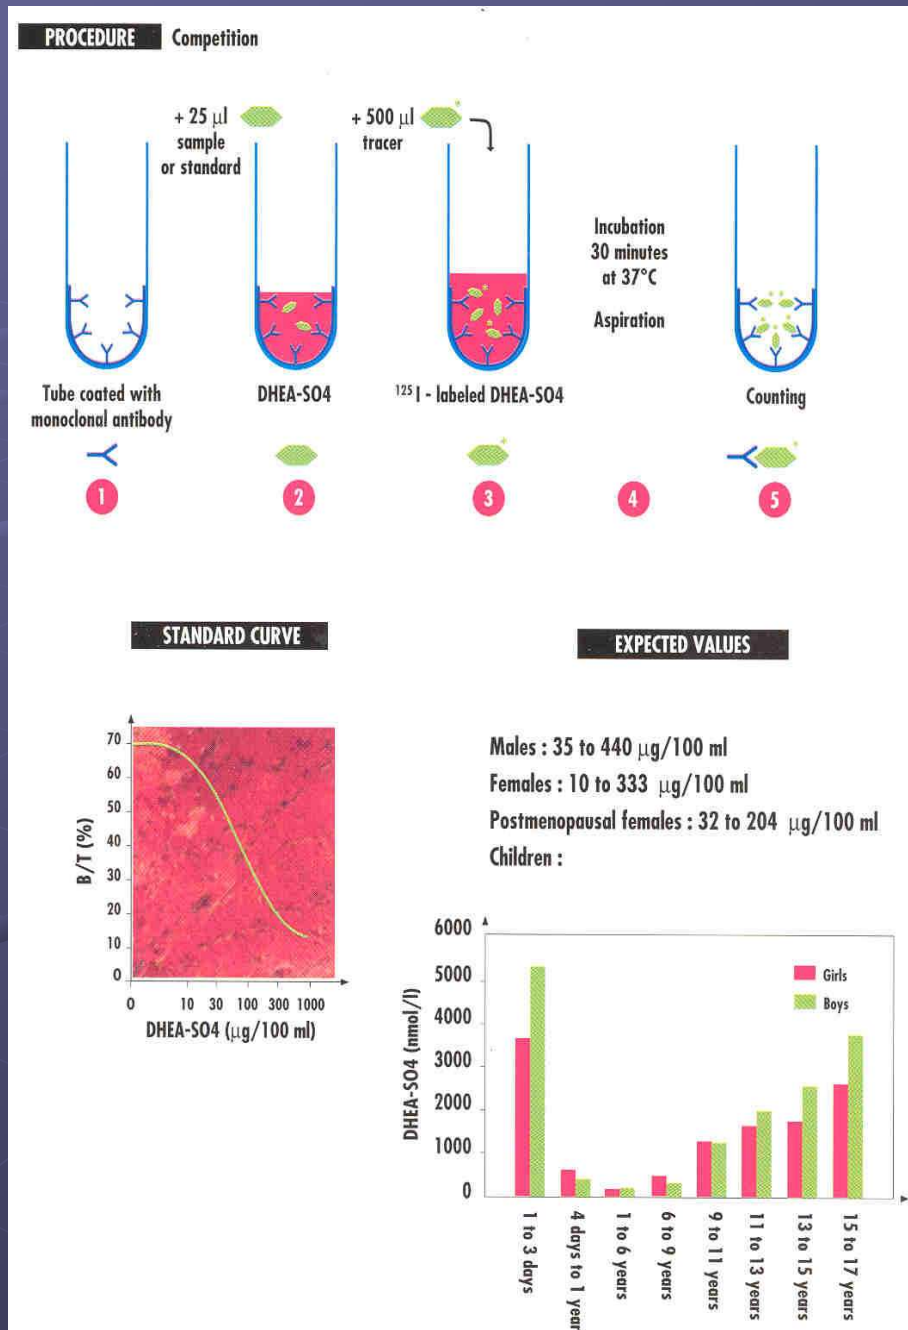 PROCEDURE Competition
+ 25 µl
sample
or standard
+ 500 µl
tracer
Incubation
30 minutes
at 37°C
Aspiration
Tube coated with
monoclonal antibody
DHEA-SO4
¹²⁵I - labeled DHEA-SO4
Counting
1
2
3
4
5
STANDARD CURVE
B/T (%)
70
60
50
40
30
20
10
0
0 10 30 100 300 1000
DHEA-SO4 (µg/100 ml)
EXPECTED VALUES
Males : 35 to 440 µg/100 ml
Females : 10 to 333 µg/100 ml
Postmenopausal females : 32 to 204 µg/100 ml
Children :
DHEA-SO4 (nmol/l)
6000
5000
4000
3000
2000
1000
0
Girls
Boys
1 to 3 days
4 days to 1 year
1 to 6 years
6 to 9 years
9 to 11 years
11 to 13 years
13 to 15 years
15 to 17 years